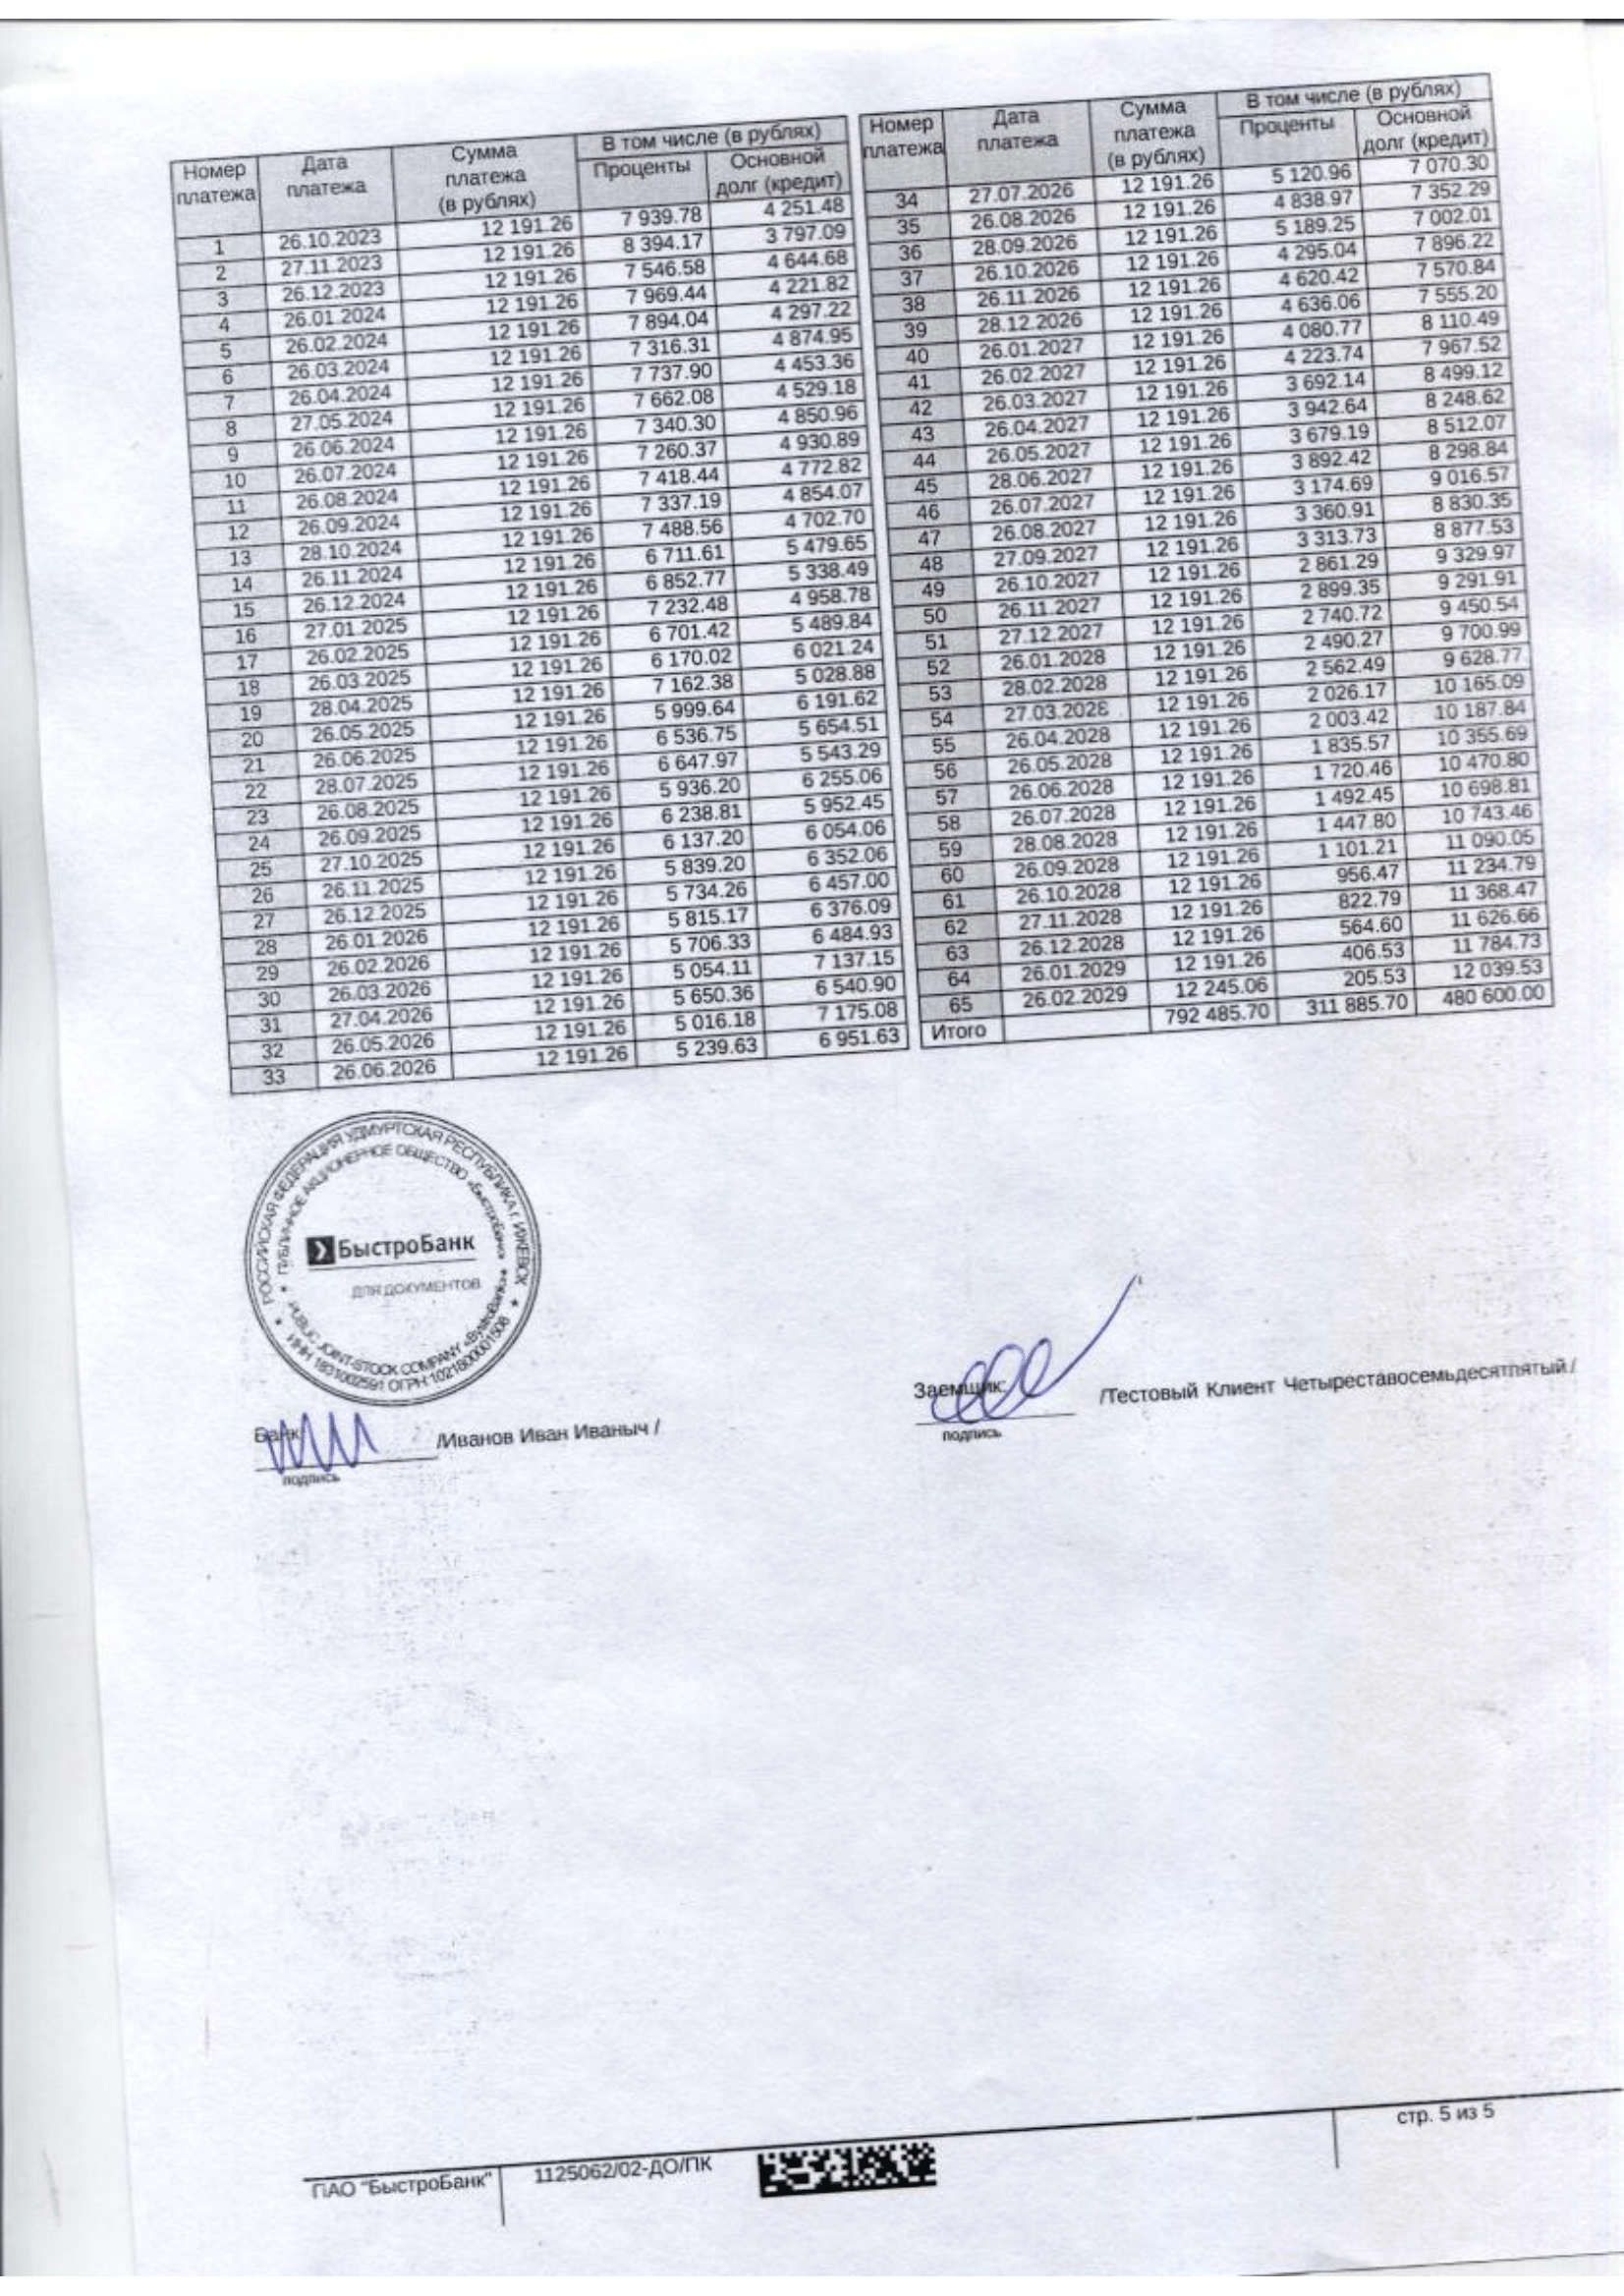 Номер платежа Дата платежа Сумма платежа (в рублях) В том числе (в рублях) Проценты Основной долг (кредит)
1 26.10.2023 12 191.26 7 939.78 4 251.48
2 27.11.2023 12 191.26 8 394.17 3 797.09
3 26.12.2023 12 191.26 7 546.58 4 644.68
4 26.01.2024 12 191.26 7 969.44 4 221.82
5 26.02.2024 12 191.26 7 894.04 4 297.22
6 26.03.2024 12 191.26 7 316.31 4 874.95
7 26.04.2024 12 191.26 7 737.90 4 453.36
8 27.05.2024 12 191.26 7 662.08 4 529.18
9 26.06.2024 12 191.26 7 340.30 4 850.96
10 26.07.2024 12 191.26 7 260.37 4 930.89
11 26.08.2024 12 191.26 7 418.44 4 772.82
12 26.09.2024 12 191.26 7 337.19 4 854.07
13 28.10.2024 12 191.26 7 488.56 4 702.70
14 26.11.2024 12 191.26 6 711.61 5 479.65
15 26.12.2024 12 191.26 6 852.77 5 338.49
16 27.01.2025 12 191.26 7 232.48 4 958.78
17 26.02.2025 12 191.26 6 701.42 5 489.84
18 26.03.2025 12 191.26 6 170.02 6 021.24
19 28.04.2025 12 191.26 7 162.38 5 028.88
20 26.05.2025 12 191.26 5 999.64 6 191.62
21 26.06.2025 12 191.26 6 536.75 5 654.51
22 28.07.2025 12 191.26 6 647.97 5 543.29
23 26.08.2025 12 191.26 5 936.20 6 255.06
24 26.09.2025 12 191.26 6 238.81 5 952.45
25 27.10.2025 12 191.26 6 137.20 6 054.06
26 26.11.2025 12 191.26 5 839.20 6 352.06
27 26.12.2025 12 191.26 5 734.26 6 457.00
28 26.01.2026 12 191.26 5 815.17 6 376.09
29 26.02.2026 12 191.26 5 706.33 6 484.93
30 26.03.2026 12 191.26 5 054.11 7 137.15
31 27.04.2026 12 191.26 5 650.36 6 540.90
32 26.05.2026 12 191.26 5 016.18 7 175.08
33 26.06.2026 12 191.26 5 239.63 6 951.63
Номер платежа Дата платежа Сумма платежа (в рублях) В том числе (в рублях) Проценты Основной долг (кредит)
34 27.07.2026 12 191.26 5 120.96 7 070.30
35 26.08.2026 12 191.26 4 838.97 7 352.29
36 28.09.2026 12 191.26 5 189.25 7 002.01
37 26.10.2026 12 191.26 4 295.04 7 896.22
38 26.11.2026 12 191.26 4 620.42 7 570.84
39 28.12.2026 12 191.26 4 636.06 7 555.20
40 26.01.2027 12 191.26 4 080.77 8 110.49
41 26.02.2027 12 191.26 4 223.74 7 967.52
42 26.03.2027 12 191.26 3 692.14 8 499.12
43 26.04.2027 12 191.26 3 942.64 8 248.62
44 26.05.2027 12 191.26 3 679.19 8 512.07
45 28.06.2027 12 191.26 3 892.42 8 298.84
46 26.07.2027 12 191.26 3 174.69 9 016.57
47 26.08.2027 12 191.26 3 360.91 8 830.35
48 27.09.2027 12 191.26 3 313.73 8 877.53
49 26.10.2027 12 191.26 2 861.29 9 329.97
50 26.11.2027 12 191.26 2 899.35 9 291.91
51 27.12.2027 12 191.26 2 740.72 9 450.54
52 26.01.2028 12 191.26 2 490.27 9 700.99
53 28.02.2028 12 191.26 2 562.49 9 628.77
54 27.03.2028 12 191.26 2 026.17 10 165.09
55 26.04.2028 12 191.26 2 003.42 10 187.84
56 26.05.2028 12 191.26 1 835.57 10 355.69
57 26.06.2028 12 191.26 1 720.46 10 470.80
58 26.07.2028 12 191.26 1 492.45 10 698.81
59 28.08.2028 12 191.26 1 447.80 10 743.46
60 26.09.2028 12 191.26 1 101.21 11 090.05
61 26.10.2028 12 191.26 956.47 11 234.79
62 27.11.2028 12 191.26 822.79 11 368.47
63 26.12.2028 12 191.26 564.60 11 626.66
64 26.01.2029 12 191.26 406.53 11 784.73
65 26.02.2029 12 245.06 205.53 12 039.53
Итого 792 485.70 311 885.70 480 600.00
РОССИЙСКАЯ ФЕДЕРАЦИЯ УДМУРТСКАЯ РЕСПУБЛИКА г. ИЖЕВСК
ПУБЛИЧНОЕ АКЦИОНЕРНОЕ ОБЩЕСТВО «БыстроБанк»
БыстроБанк
ДЛЯ ДОКУМЕНТОВ
PUBLIC JOINT-STOCK COMPANY «BystroBank»
ИНН 1831002591 ОГРН 1021800001508
Банк /Иванов Иван Иваныч /
подпись
Заемщик: /Тестовый Клиент Четыреставосемьдесятпятый /
подпись
ПАО "БыстроБанк" 1125062/02-ДО/ПК стр. 5 из 5